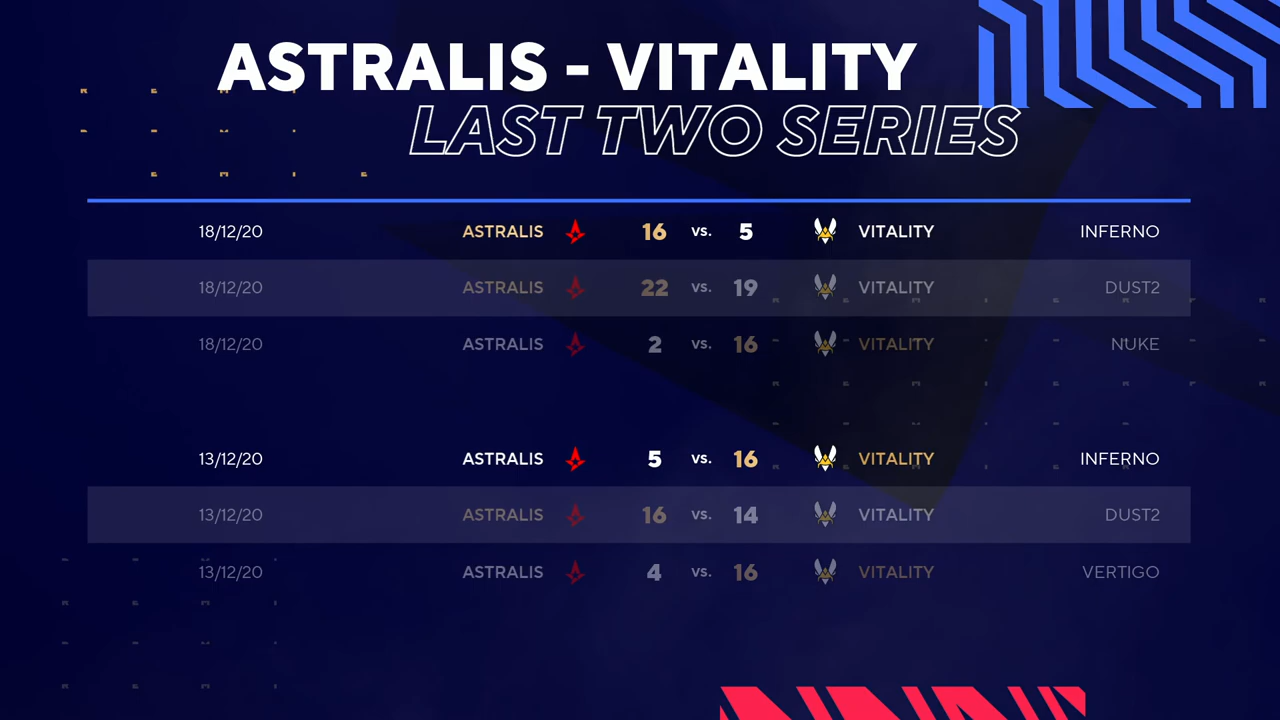 ASTRALIS - VITALITY
LAST TWO SERIES
18/12/20 ASTRALIS 16 vs. 5 VITALITY INFERNO
18/12/20 ASTRALIS 22 vs. 19 VITALITY DUST2
18/12/20 ASTRALIS 2 vs. 16 VITALITY NUKE
13/12/20 ASTRALIS 5 vs. 16 VITALITY INFERNO
13/12/20 ASTRALIS 16 vs. 14 VITALITY DUST2
13/12/20 ASTRALIS 4 vs. 16 VITALITY VERTIGO